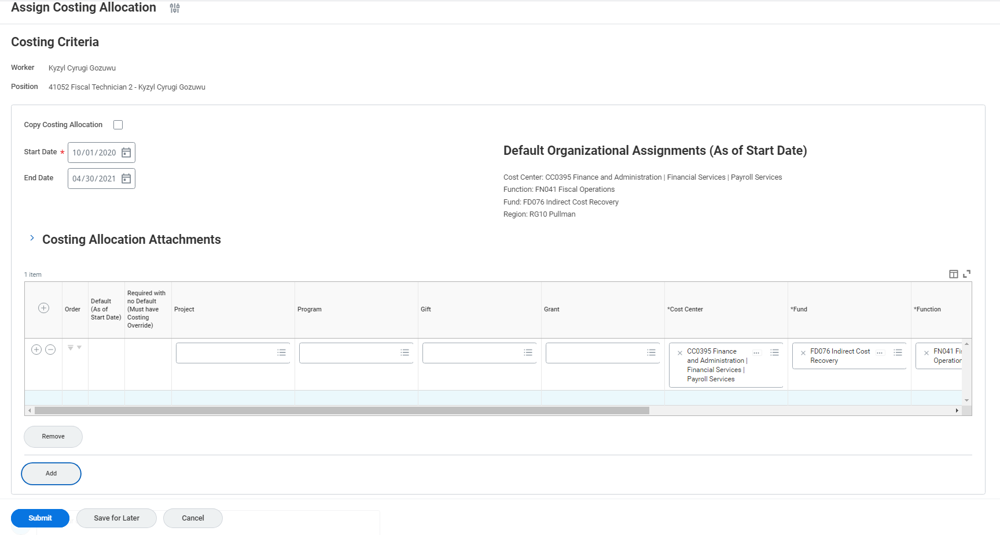 Assign Costing Allocation
Costing Criteria
Worker Kyzyl Cyrugi Gozuwu
Position 41052 Fiscal Technician 2 - Kyzyl Cyrugi Gozuwu
Copy Costing Allocation
Start Date * 10/01/2020
End Date 04/30/2021
Default Organizational Assignments (As of Start Date)
Cost Center: CC0395 Finance and Administration | Financial Services | Payroll Services
Function: FN041 Fiscal Operations
Fund: FD076 Indirect Cost Recovery
Region: RG10 Pullman
Costing Allocation Attachments
1 item
Order
Default
(As of
Start Date)
Required with
no Default
(Must have
Costing
Override)
Project
Program
Gift
Grant
*Cost Center
*Fund
*Function
CC0395 Finance
and Administration |
Financial Services |
Payroll Services
FD076 Indirect Cost
Recovery
FN041 Fis
Operation
Remove
Add
Submit
Save for Later
Cancel